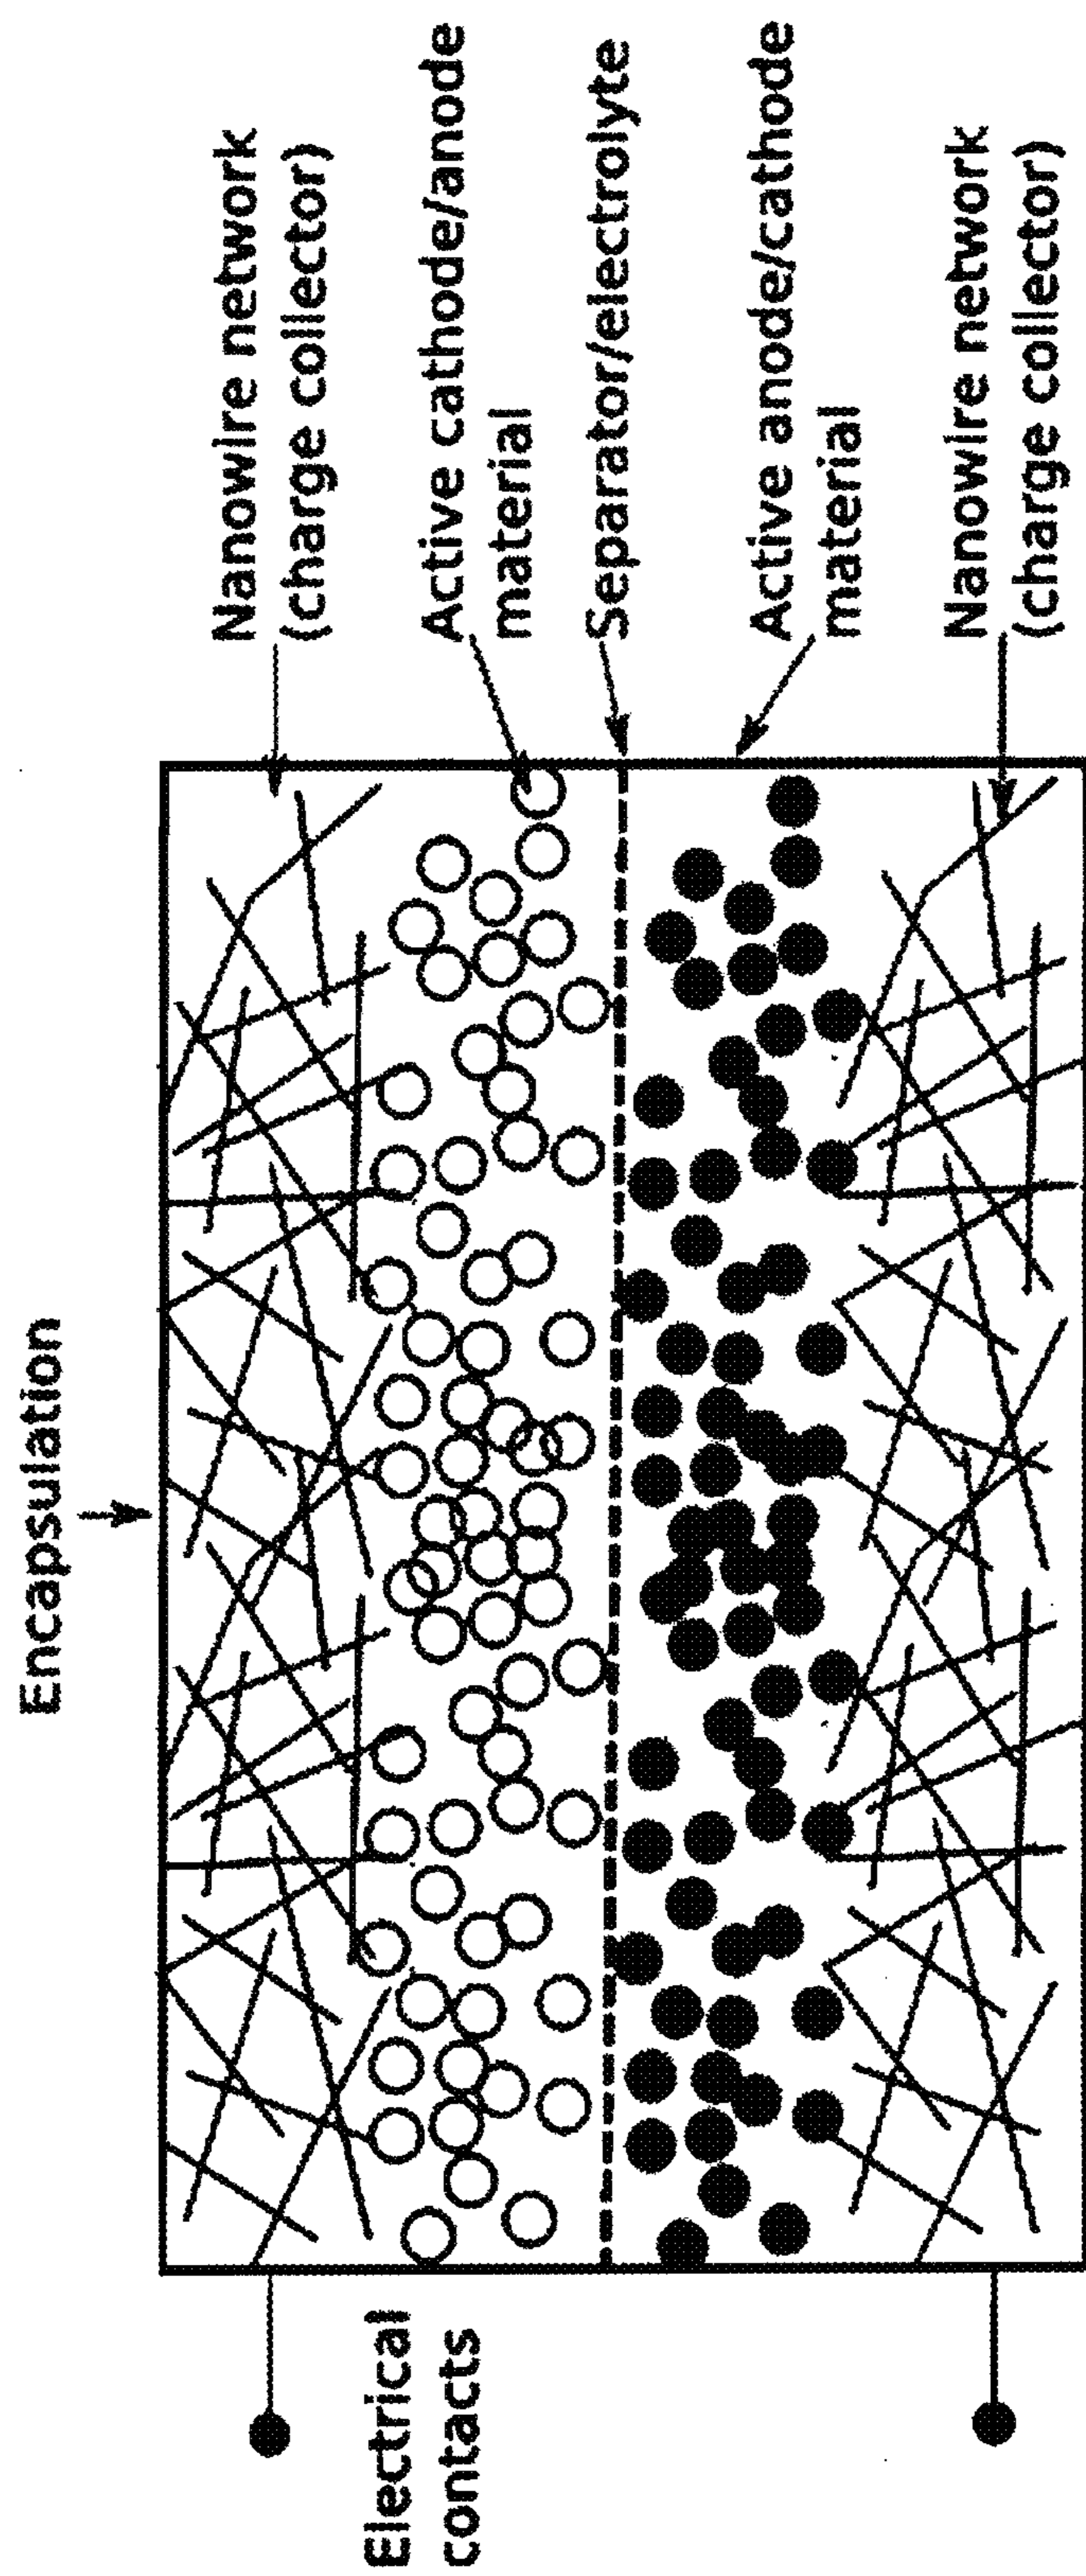 Encapsulation
Nanowire network
(charge collector)
Active cathode/anode
material
Separator/electrolyte
Active anode/cathode
material
Nanowire network
(charge collector)
Electrical
contacts